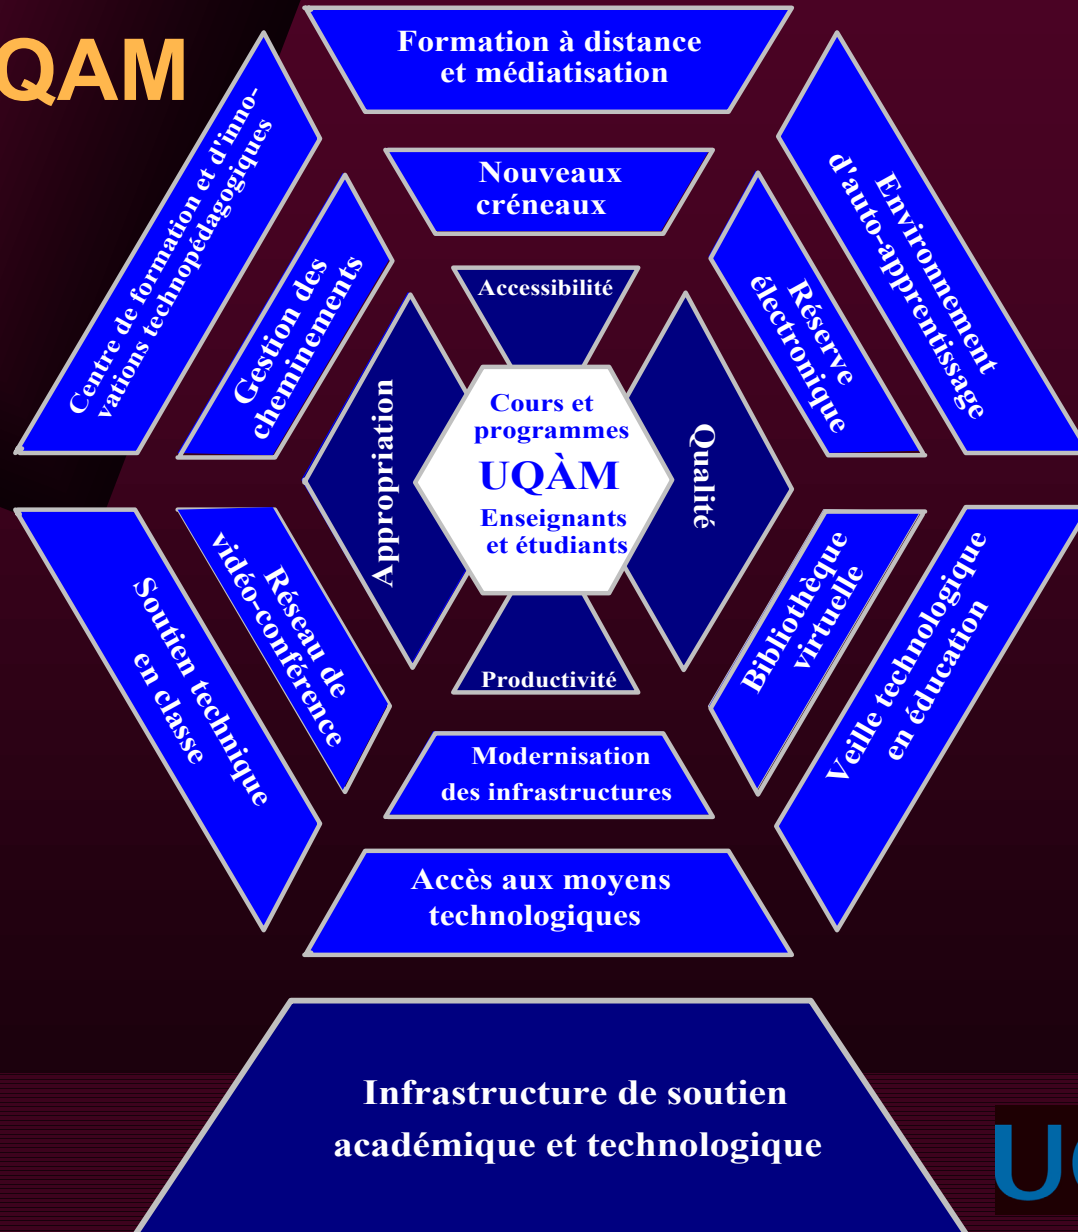 QAM
Formation à distance
et médiatisation
Centre de formation et d'inno-
vations technopédagogiques
Nouveaux
créneaux
Environnement
d'auto-apprentissage
Gestion des
cheminements
Accessibilité
Réserve
électronique
Appropriation
Cours et
programmes
UQÀM
Enseignants
et étudiants
Qualité
Soutien technique
en classe
Réseau de
vidéo-conférence
Productivité
Bibliothèque
virtuelle
Veille technologique
en éducation
Modernisation
des infrastructures
Accès aux moyens
technologiques
Infrastructure de soutien
académique et technologique